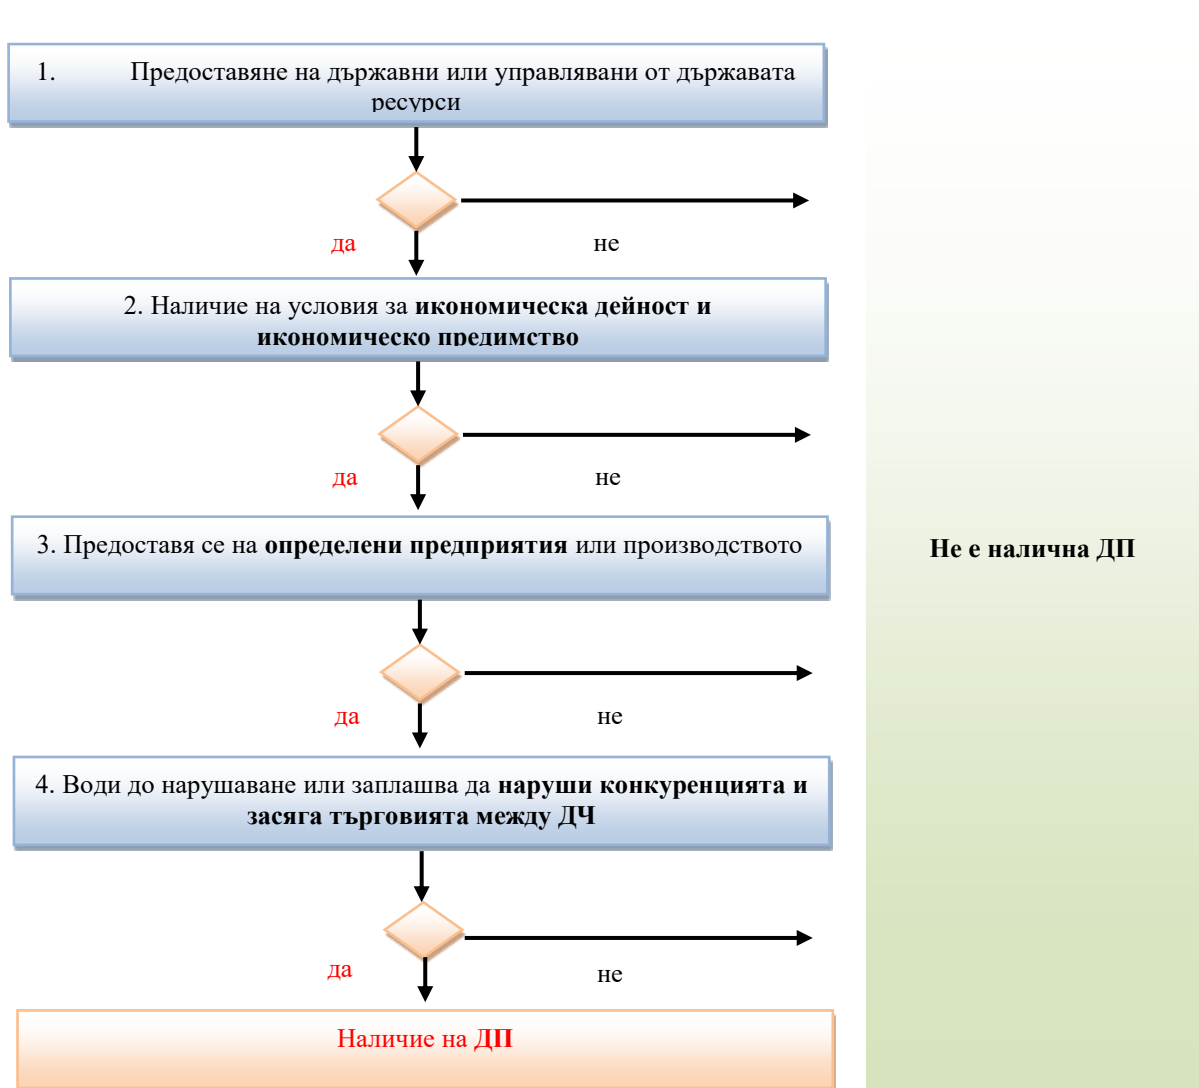 1. Предоставяне на държавни или управлявани от държавата
ресурси
да
не
2. Наличие на условия за икономическа дейност и
икономическо предимство
да
не
3. Предоставя се на определени предприятия или производството
Не е налична ДП
да
не
4. Води до нарушаване или заплашва да наруши конкуренцията и
засяга търговията между ДЧ
да
не
Наличие на ДП